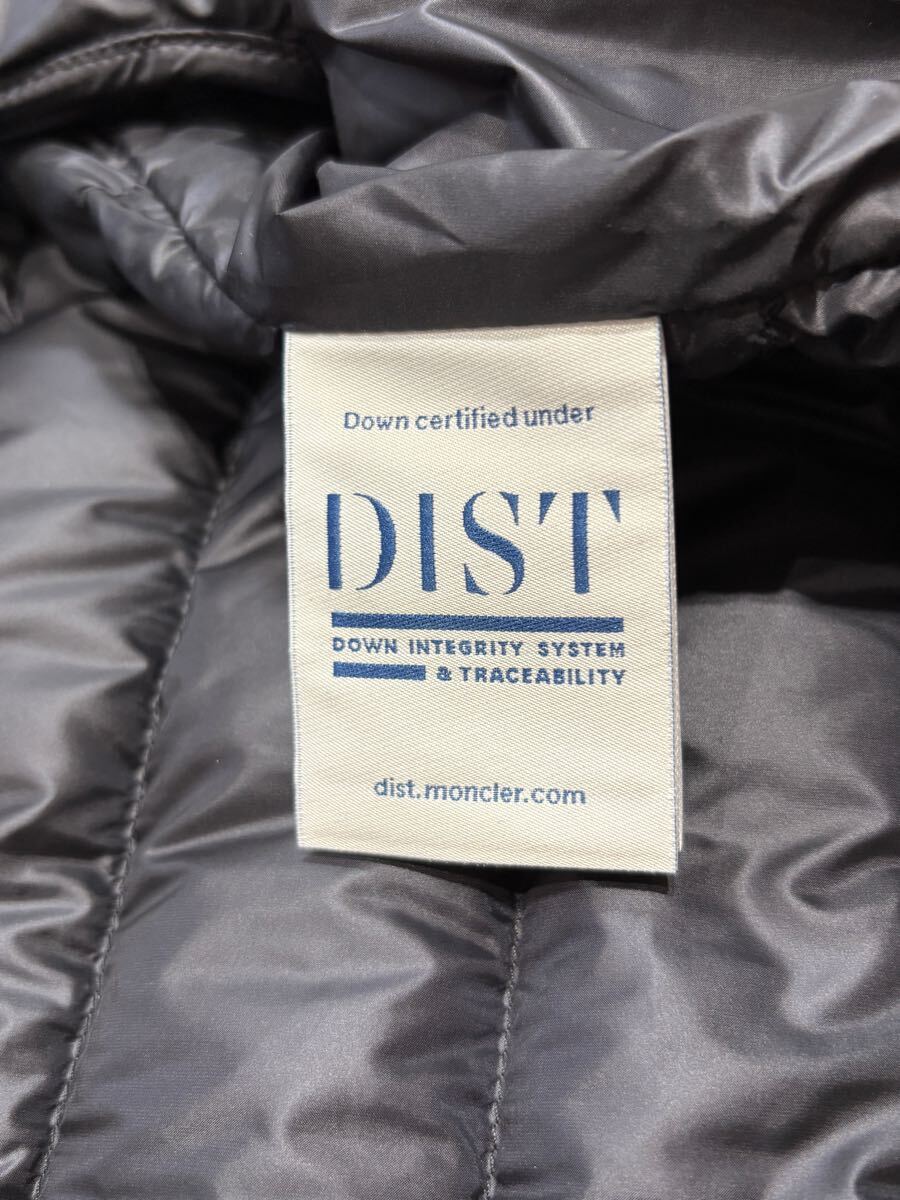 Down certified under
DIST
DOWN INTEGRITY SYSTEM
& TRACEABILITY
dist.moncler.com